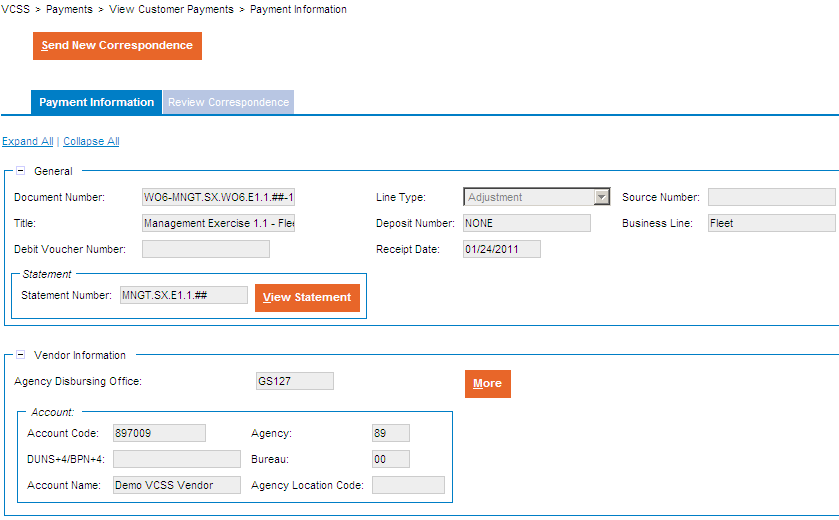 VCSS > Payments > View Customer Payments > Payment Information
Send New Correspondence
Payment Information Review Correspondence
Expand All | Collapse All
General
Document Number: WO6-MNGT.SX.WO6.E1.1.##-1 Line Type: Adjustment Source Number:
Title: Management Exercise 1.1 - Flee Deposit Number: NONE Business Line: Fleet
Debit Voucher Number: Receipt Date: 01/24/2011
Statement
Statement Number: MNGT.SX.E1.1.## View Statement
Vendor Information
Agency Disbursing Office: GS127 More
Account:
Account Code: 897009 Agency: 89
DUNS+4/BPN+4: Bureau: 00
Account Name: Demo VCSS Vendor Agency Location Code: